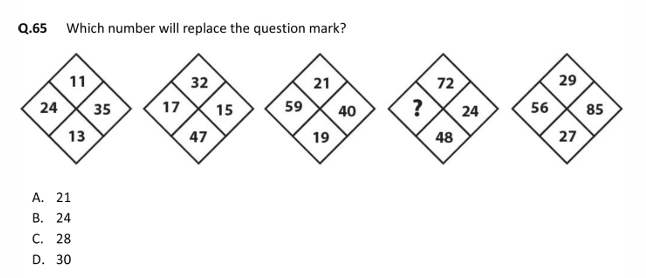 Q.65 Which number will replace the question mark?
11 32 21 72 29
24 35 17 15 59 40 ? 24 56 85
13 47 19 48 27
A. 21
B. 24
C. 28
D. 30